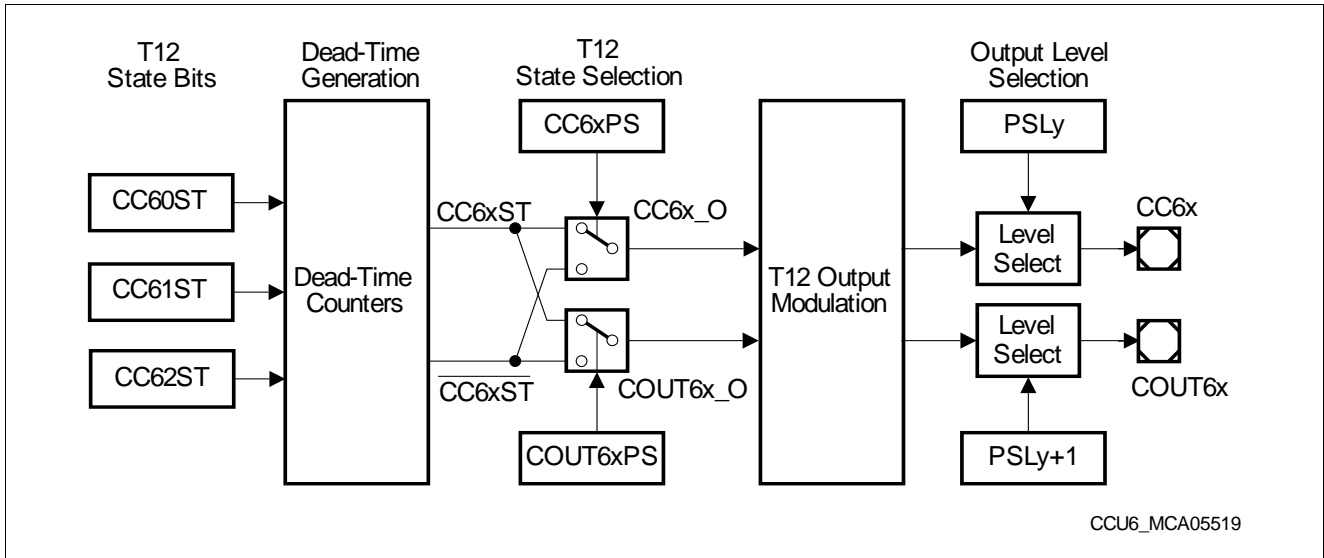 T12
State Bits
Dead-Time
Generation
T12
State Selection
Output Level
Selection
CC6xPS
PSLy
CC60ST
CC61ST
CC62ST
Dead-Time
Counters
CC6xST
CC6xST
CC6x_O
COUT6x_O
COUT6xPS
T12 Output
Modulation
Level
Select
Level
Select
CC6x
COUT6x
PSLy+1
CCU6_MCA05519